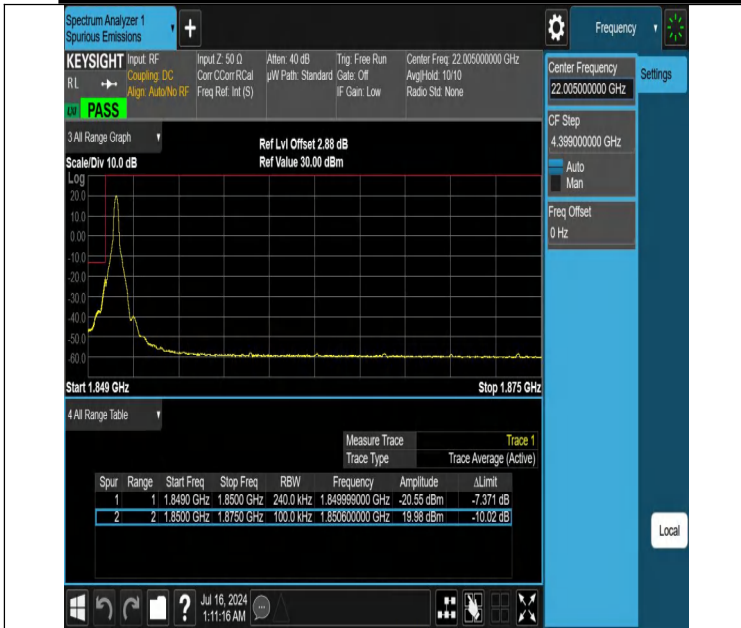 Spectrum Analyzer 1
Spurious Emissions
+
Frequency
KEYSIGHT Input: RF Input Z: 50 Ω Atten: 40 dB Trig: Free Run Center Freq: 22.005000000 GHz
RL Coupling: DC Corr CCorr RCal µW Path: Standard Gate: Off Avg|Hold: 10/10
Align: Auto/No RF Freq Ref: Int (S) IF Gain: Low Radio Std: None
PASS
Center Frequency
22.005000000 GHz
Settings
CF Step
4.399000000 GHz
Auto
Man
Freq Offset
0 Hz
3 All Range Graph
Ref Lvl Offset 2.88 dB
Scale/Div 10.0 dB Ref Value 30.00 dBm
Log
20.0
10.0
0.00
-10.0
-20.0
-30.0
-40.0
-50.0
-60.0
Start 1.849 GHz Stop 1.875 GHz
4 All Range Table
Measure Trace Trace 1
Trace Type Trace Average (Active)
Spur Range Start Freq Stop Freq RBW Frequency Amplitude ΔLimit
1 1 1.8490 GHz 1.8500 GHz 240.0 kHz 1.849999000 GHz -20.55 dBm -7.371 dB
2 2 1.8500 GHz 1.8750 GHz 100.0 kHz 1.850600000 GHz 19.98 dBm -10.02 dB
Local
? Jul 16, 2024
1:11:16 AM